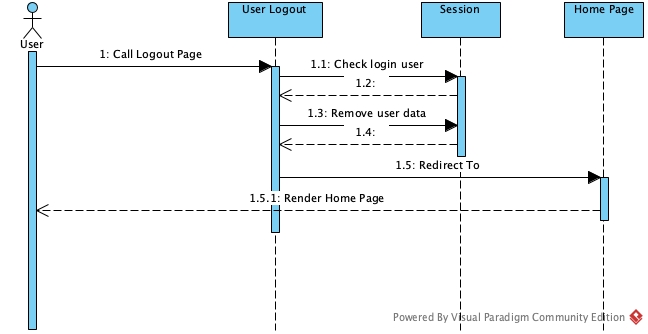 User Logout
Session
Home Page
User
1: Call Logout Page
1.1: Check login user
1.2:
1.3: Remove user data
1.4:
1.5: Redirect To
1.5.1: Render Home Page
Powered By Visual Paradigm Community Edition